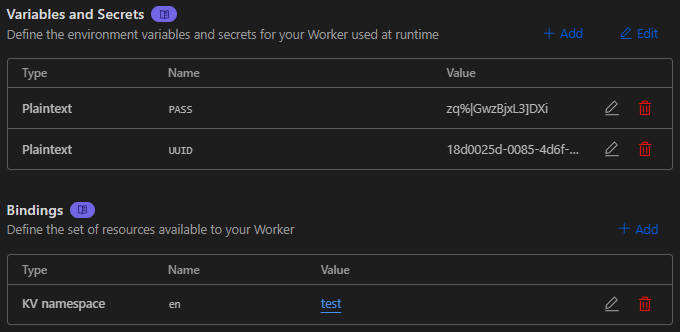 Variables and Secrets
Define the environment variables and secrets for your Worker used at runtime
+ Add Edit
Type Name Value
Plaintext PASS zq%|GwzBjxL3]DXi
Plaintext UUID 18d0025d-0085-4d6f-...
Bindings
Define the set of resources available to your Worker
+ Add
Type Name Value
KV namespace en test